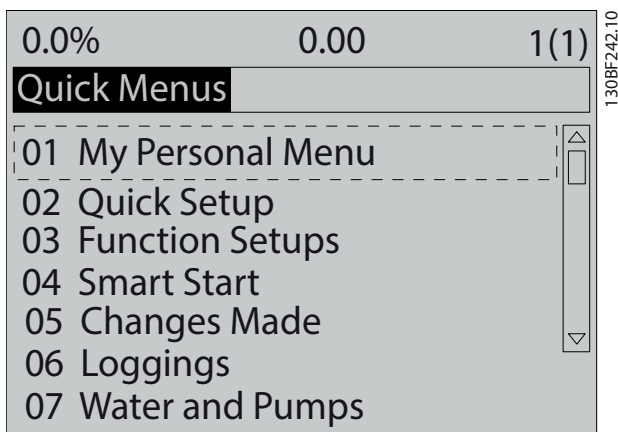 0.0% 0.00 1(1)
Quick Menus
01 My Personal Menu
02 Quick Setup
03 Function Setups
04 Smart Start
05 Changes Made
06 Loggings
07 Water and Pumps
130BF242.10